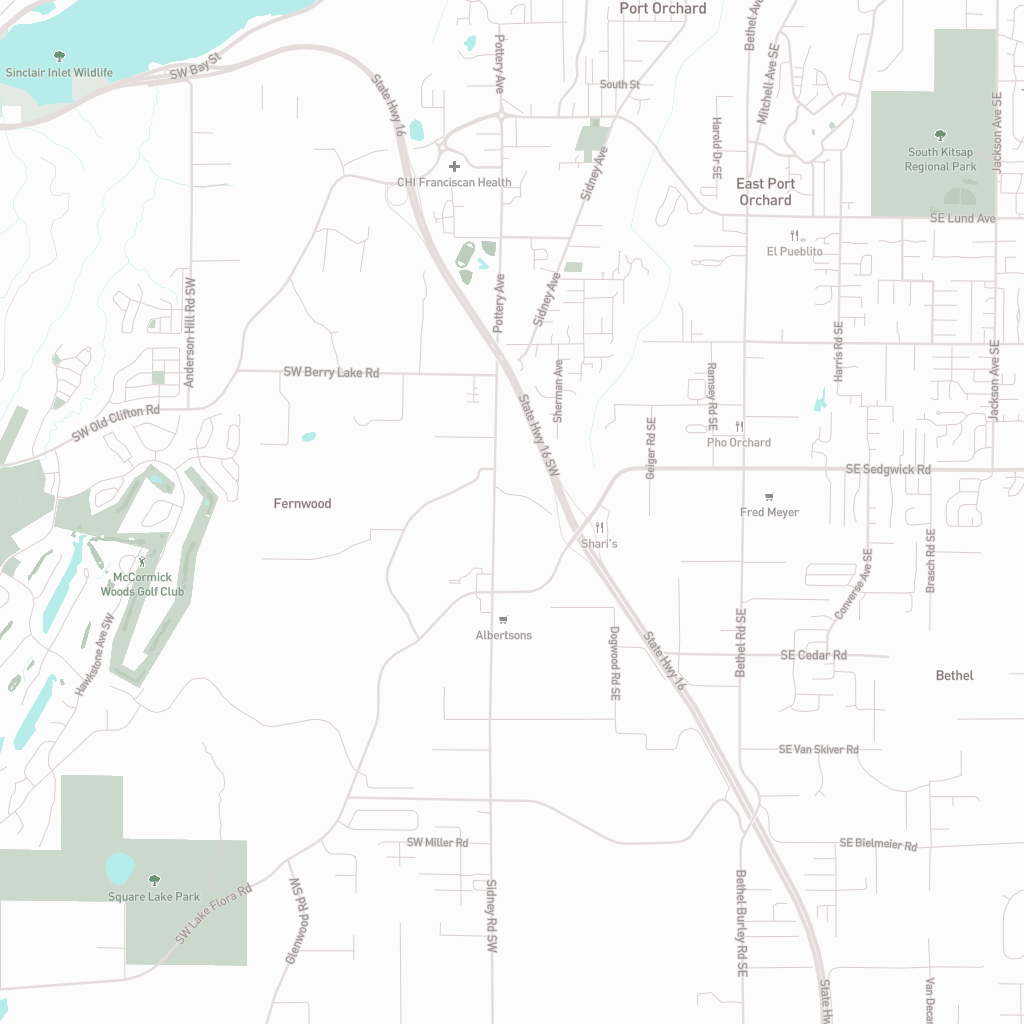 Port Orchard
Bethel Ave
Pottery Ave
Sinclair Inlet Wildlife
SW Bay St
State Hwy 16
South St
Mitchell Ave SE
Jackson Ave SE
Harold Dr SE
South Kitsap
Regional Park
CHI Franciscan Health
Sidney Ave
East Port
Orchard
SE Lund Ave
El Pueblito
Anderson Hill Rd SW
Pottery Ave
Sidney Ave
Harris Rd SE
Jackson Ave SE
SW Berry Lake Rd
Sherman Ave
Ramsey Rd SE
SW Old Clifton Rd
State Hwy 16 SW
Geiger Rd SE
Pho Orchard
SE Sedgwick Rd
Fernwood
Fred Meyer
Shari's
Brasch Rd SE
McCormick
Woods Golf Club
Converse Ave SE
Albertsons
Hawkstone Ave SW
Dogwood Rd SE
State Hwy 16
Bethel Rd SE
SE Cedar Rd
Bethel
SE Van Skiver Rd
SW Miller Rd
SE Bielmeier Rd
Square Lake Park
SW Lake Flora Rd
Glenwood Rd SW
Sidney Rd SW
Bethel Burley Rd SE
State Hw
Van Decar